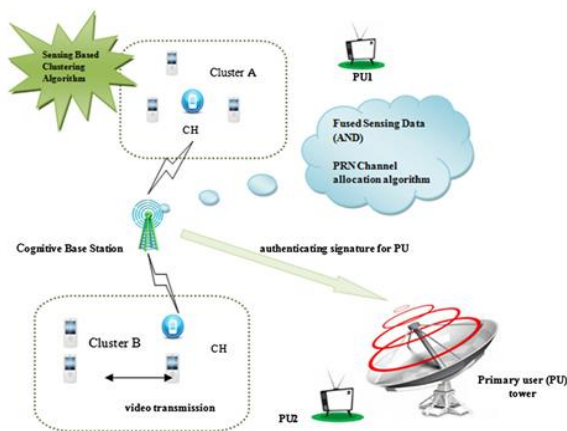 Sensing Based
Clustering
Algorithm
Cluster A
CH
PU1
Fused Sensing Data
(AND)
PRN Channel
allocation algorithm
Cognitive Base Station
authenticating signature for PU
Cluster B
CH
video transmission
PU2
Primary user (PU)
tower